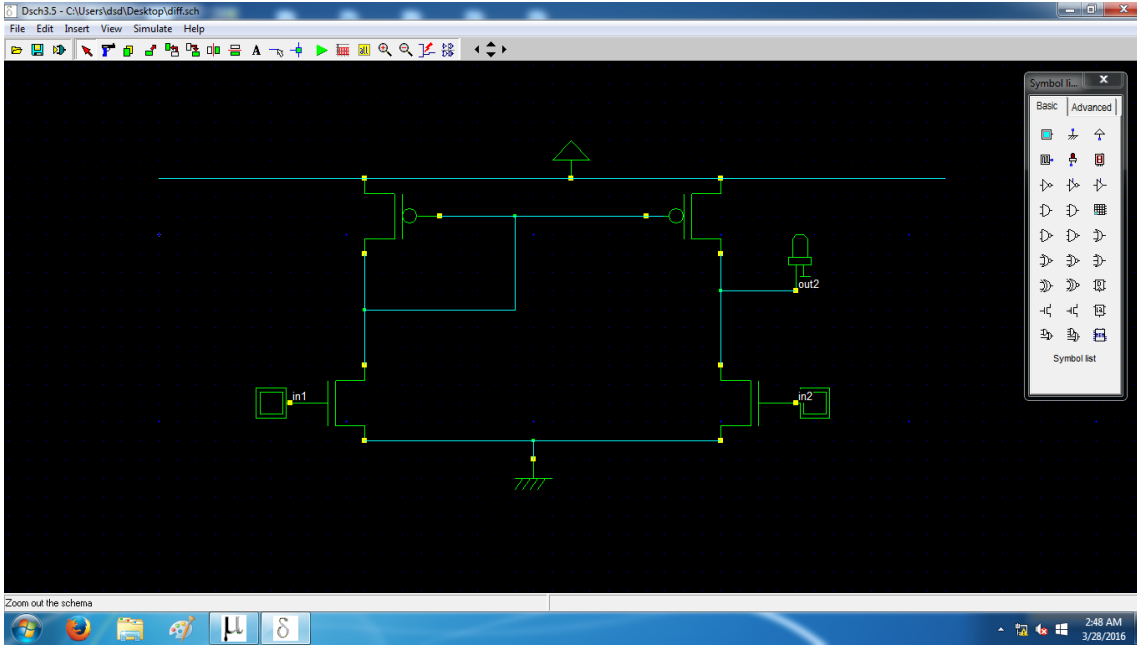 Dsch3.5 - C:\Users\dsd\Desktop\diff.sch
File Edit Insert View Simulate Help
A
Symbol li...
Basic Advanced
out2
in1
in2
Symbol list
Zoom out the schema
μ δ
2:48 AM
3/28/2016